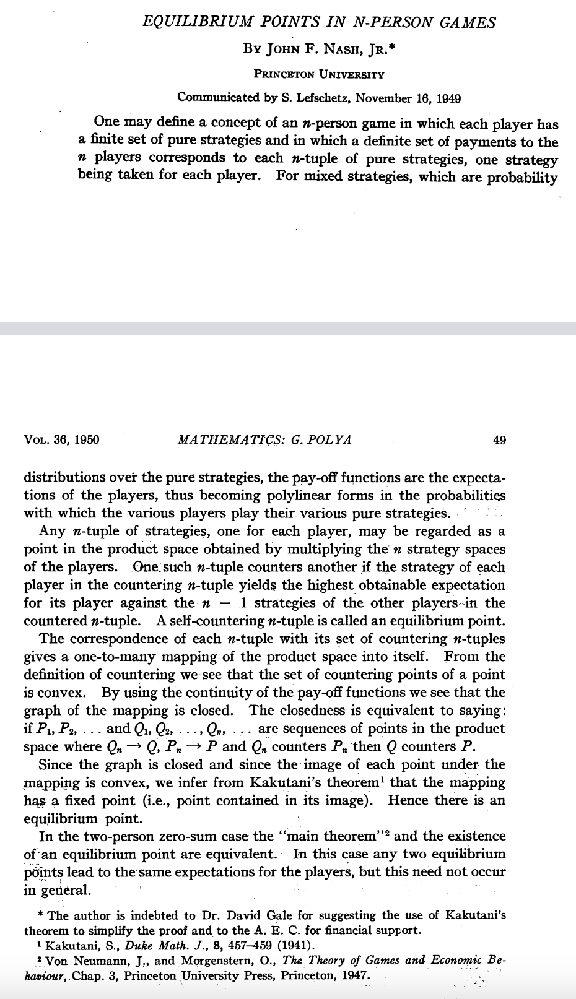 EQUILIBRIUM POINTS IN N-PERSON GAMES
By John F. Nash, Jr.*
Princeton University
Communicated by S. Lefschetz, November 16, 1949
One may define a concept of an n-person game in which each player has
a finite set of pure strategies and in which a definite set of payments to the
n players corresponds to each n-tuple of pure strategies, one strategy
being taken for each player. For mixed strategies, which are probability
Vol. 36, 1950 MATHEMATICS: G. POLYA 49
distributions over the pure strategies, the pay-off functions are the expecta-
tions of the players, thus becoming polylinear forms in the probabilities
with which the various players play their various pure strategies.
Any n-tuple of strategies, one for each player, may be regarded as a
point in the product space obtained by multiplying the n strategy spaces
of the players. One such n-tuple counters another if the strategy of each
player in the countering n-tuple yields the highest obtainable expectation
for its player against the n − 1 strategies of the other players in the
countered n-tuple. A self-countering n-tuple is called an equilibrium point.
The correspondence of each n-tuple with its set of countering n-tuples
gives a one-to-many mapping of the product space into itself. From the
definition of countering we see that the set of countering points of a point
is convex. By using the continuity of the pay-off functions we see that the
graph of the mapping is closed. The closedness is equivalent to saying:
if P₁, P₂, ... and Q₁, Q₂, ..., Qₙ, ... are sequences of points in the product
space where Qₙ → Q, Pₙ → P and Qₙ counters Pₙ then Q counters P.
Since the graph is closed and since the image of each point under the
mapping is convex, we infer from Kakutani's theorem¹ that the mapping
has a fixed point (i.e., point contained in its image). Hence there is an
equilibrium point.
In the two-person zero-sum case the "main theorem"² and the existence
of an equilibrium point are equivalent. In this case any two equilibrium
points lead to the same expectations for the players, but this need not occur
in general.
* The author is indebted to Dr. David Gale for suggesting the use of Kakutani's
theorem to simplify the proof and to the A. E. C. for financial support.
¹ Kakutani, S., Duke Math. J., 8, 457–459 (1941).
² Von Neumann, J., and Morgenstern, O., The Theory of Games and Economic Be-
haviour, Chap. 3, Princeton University Press, Princeton, 1947.